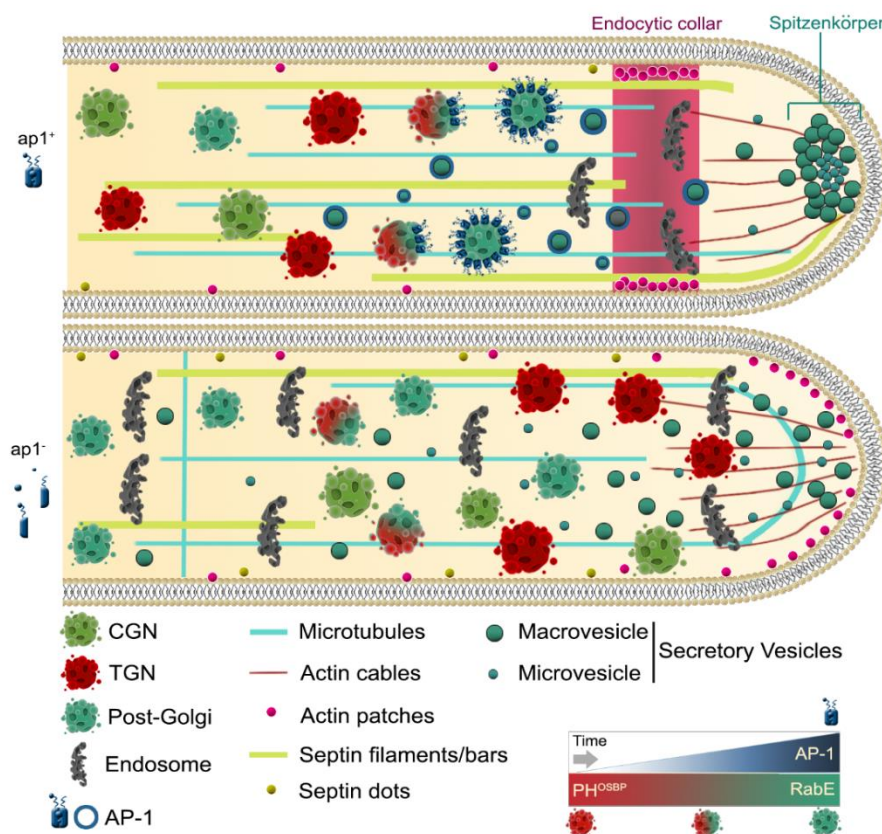 Endocytic collar
Spitzenkörper
ap1⁺
ap1⁻
CGN
TGN
Post-Golgi
Endosome
AP-1
Microtubules
Actin cables
Actin patches
Septin filaments/bars
Septin dots
Macrovesicle
Microvesicle
Secretory Vesicles
Time
AP-1
PHᴼˢᴮᴾ
RabE